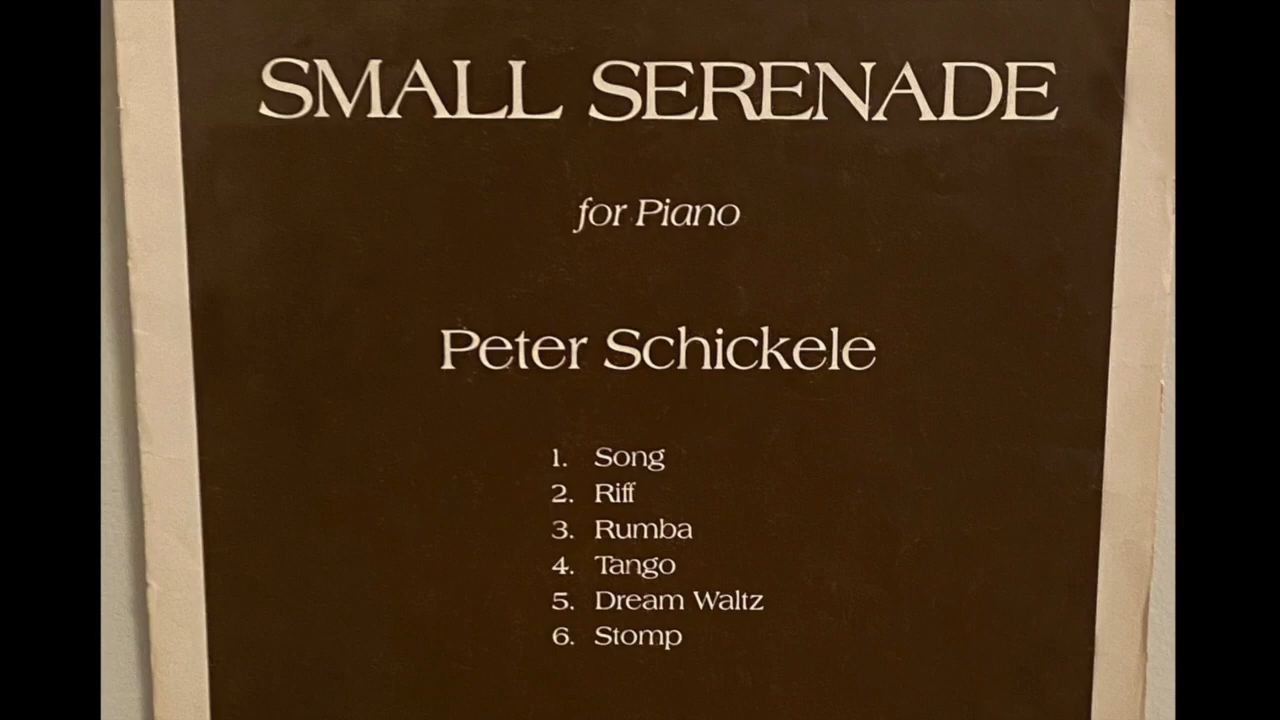 SMALL SERENADE
for Piano
Peter Schickele
1. Song
2. Riff
3. Rumba
4. Tango
5. Dream Waltz
6. Stomp